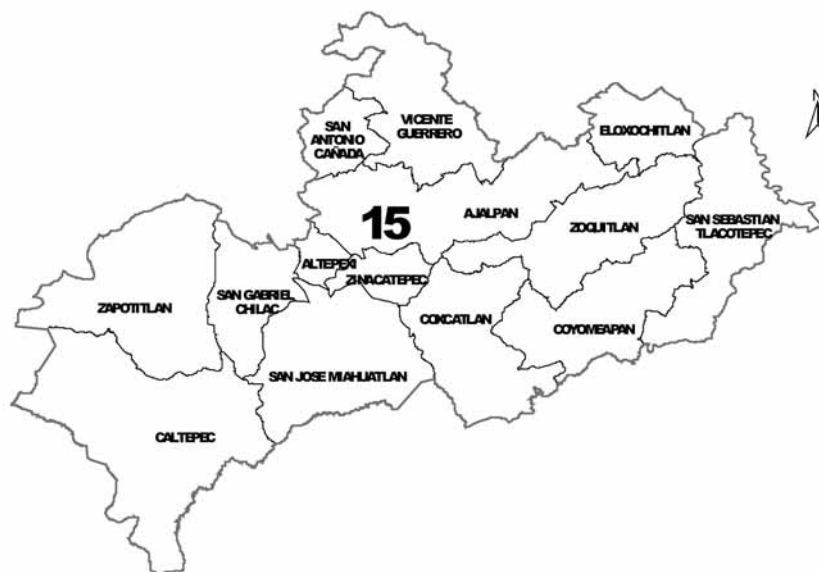 N
VICENTE
GUERRERO
SAN
ANTONIO
CAÑADA
ELOXOCHITLAN
15
AJALPAN
ZOQUITLAN
SAN SEBASTIAN
TLACOTEPEC
ALTEPEXI
ZINACATEPEC
ZAPOTITLAN
SAN GABRIEL
CHILAC
COXCATLAN
COYOMEAPAN
SAN JOSE MIAHUATLAN
CALTEPEC